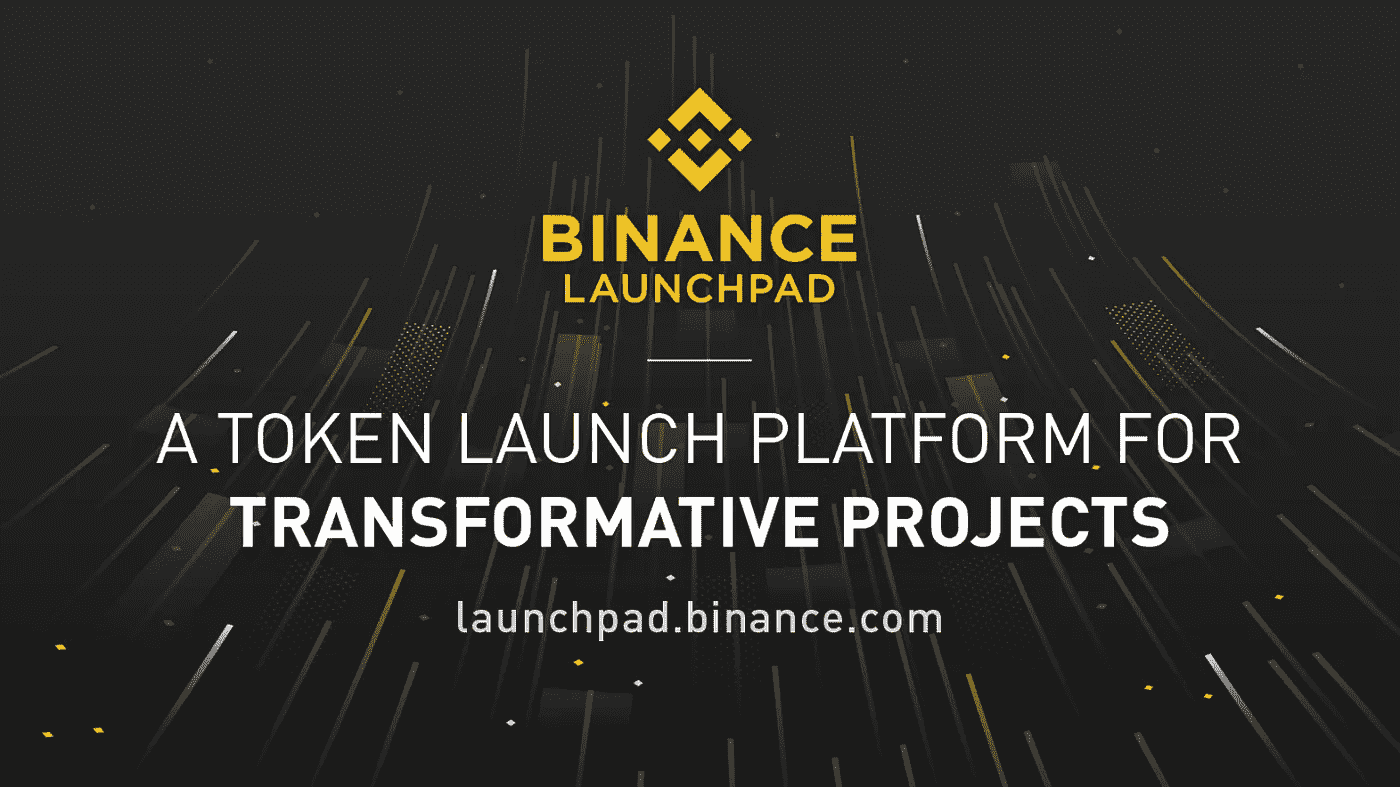 BINANCE
LAUNCHPAD
A TOKEN LAUNCH PLATFORM FOR
TRANSFORMATIVE PROJECTS
launchpad.binance.com